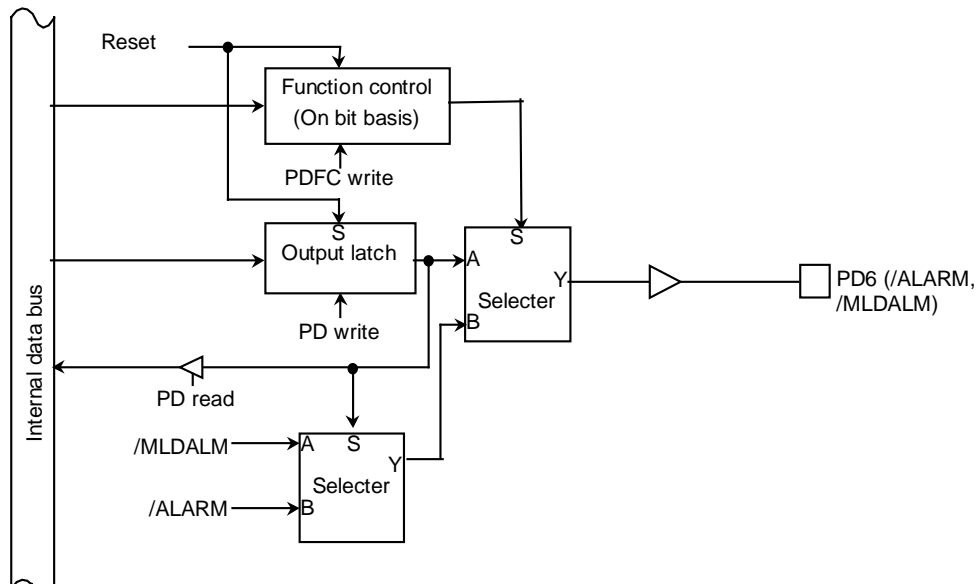 Reset
Function control
(On bit basis)
PDFC write
S
Output latch
PD write
S
A
Y
Selecter
B
PD6 (/ALARM,
/MLDALM)
Internal data bus
PD read
/MLDALM
A
S
Y
Selecter
/ALARM
B